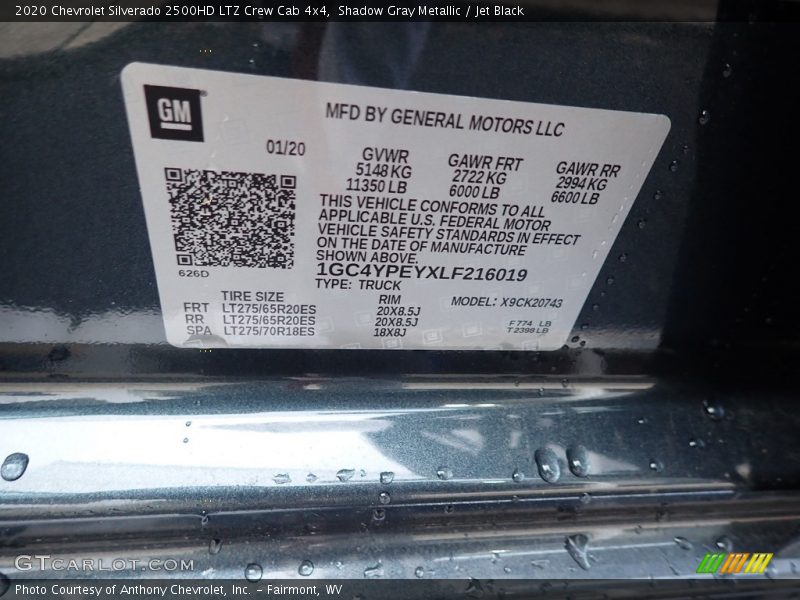 2020 Chevrolet Silverado 2500HD LTZ Crew Cab 4x4, Shadow Gray Metallic / Jet Black
GM ®
MFD BY GENERAL MOTORS LLC
01/20
GVWR GAWR FRT GAWR RR
5148 KG 2722 KG 2994 KG
11350 LB 6000 LB 6600 LB
THIS VEHICLE CONFORMS TO ALL
APPLICABLE U.S. FEDERAL MOTOR
VEHICLE SAFETY STANDARDS IN EFFECT
ON THE DATE OF MANUFACTURE
SHOWN ABOVE.
626D
1GC4YPEYXLF216019
TYPE: TRUCK
TIRE SIZE RIM MODEL: X9CK20743
FRT LT275/65R20ES 20X8.5J
RR LT275/65R20ES 20X8.5J F 774 LB
SPA LT275/70R18ES 18X8J T 2398 LB
GTCARLOT.COM
Photo Courtesy of Anthony Chevrolet, Inc. – Fairmont, WV